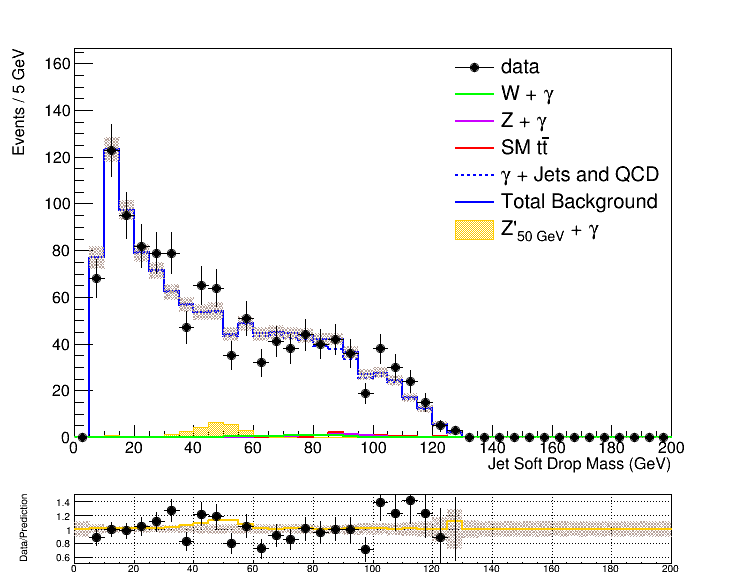 Events / 5 GeV
160
140
120
100
80
60
40
20
0
data
W + γ
Z + γ
SM tt̄
γ + Jets and QCD
Total Background
Z'50 GeV + γ
0 20 40 60 80 100 120 140 160 180 200
Jet Soft Drop Mass (GeV)
Data/Prediction
1.4
1.2
1
0.8
0.6
0 20 40 60 80 100 120 140 160 180 200